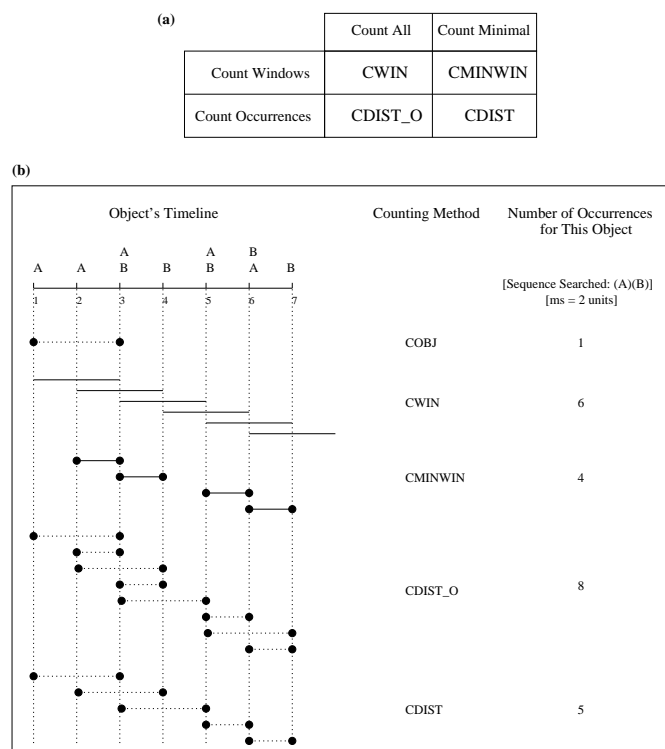 (a)
Count All Count Minimal
Count Windows CWIN CMINWIN
Count Occurrences CDIST_O CDIST
(b)
Object's Timeline Counting Method Number of Occurrences
for This Object
A A B
A A B B B A B
1 2 3 4 5 6 7
[Sequence Searched: (A)(B)]
[ms = 2 units]
COBJ 1
CWIN 6
CMINWIN 4
CDIST_O 8
CDIST 5